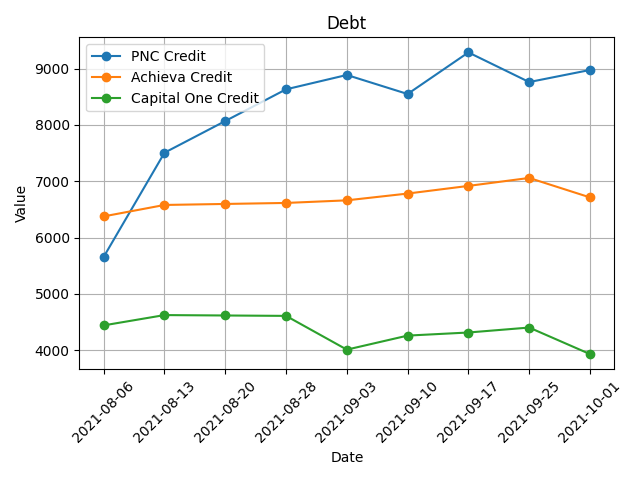 Debt
PNC Credit
Achieva Credit
Capital One Credit
Value
9000
8000
7000
6000
5000
4000
2021-08-06
2021-08-13
2021-08-20
2021-08-28
2021-09-03
2021-09-10
2021-09-17
2021-09-25
2021-10-01
Date